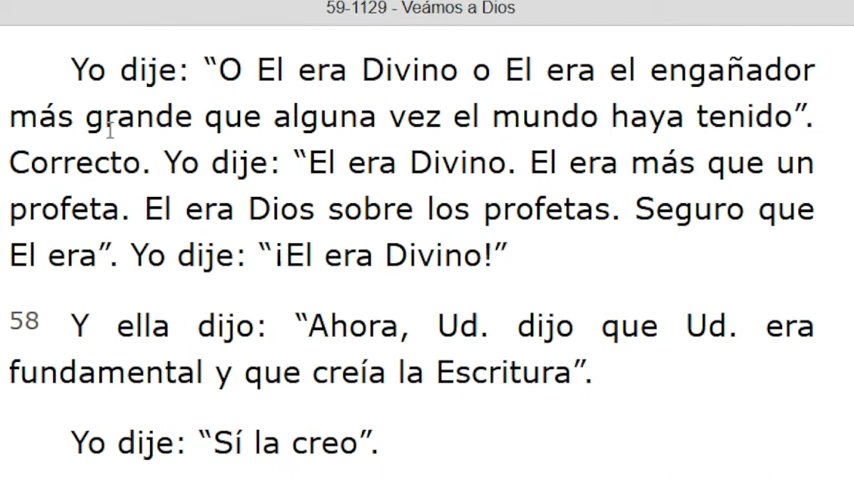 59-1129 - Veámos a Dios
Yo dije: “O El era Divino o El era el engañador
más grande que alguna vez el mundo haya tenido”.
Correcto. Yo dije: “El era Divino. El era más que un
profeta. El era Dios sobre los profetas. Seguro que
El era”. Yo dije: “¡El era Divino!”
58 Y ella dijo: “Ahora, Ud. dijo que Ud. era
fundamental y que creía la Escritura”.
Yo dije: “Sí la creo”.